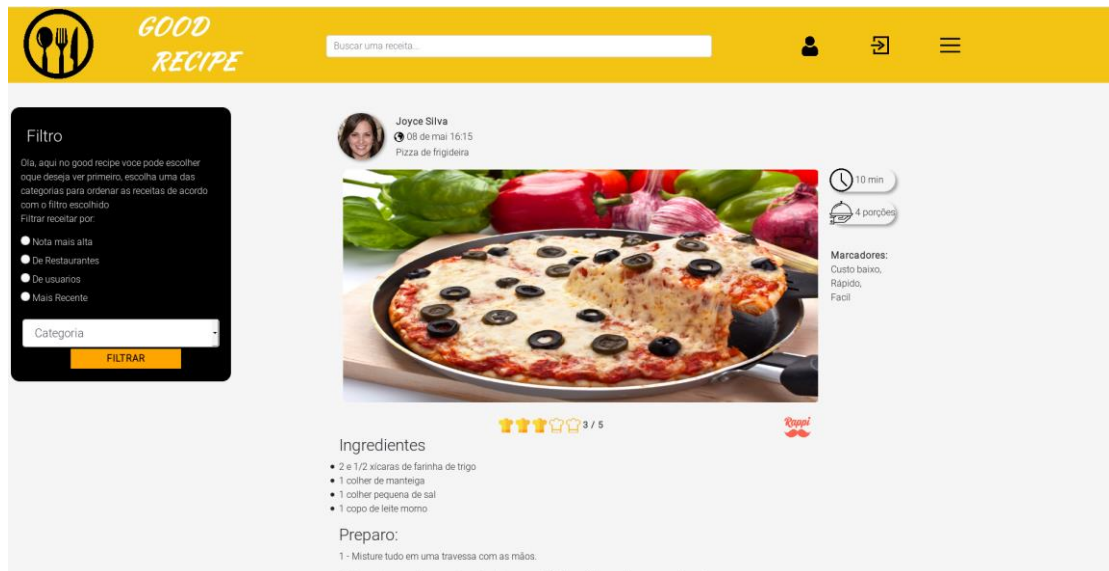 GOOD
RECIPE
Buscar uma receita...
Filtro
Ola, aqui no good recipe voce pode escolher
oque deseja ver primeiro, escolha uma das
categorias para ordenar as receitas de acordo
com o filtro escolhido
Filtrar receitar por:
Nota mais alta
De Restaurantes
De usuarios
Mais Recente
Categoria
FILTRAR
Joyce Silva
08 de mai 16:15
Pizza de frigideira
10 min
4 porções
Marcadores:
Custo baixo,
Rápido,
Facil
3 / 5
Rappi
Ingredientes
2 e 1/2 xícaras de farinha de trigo
1 colher de manteiga
1 colher pequena de sal
1 copo de leite morno
Preparo:
1 - Misture tudo em uma travessa com as mãos.